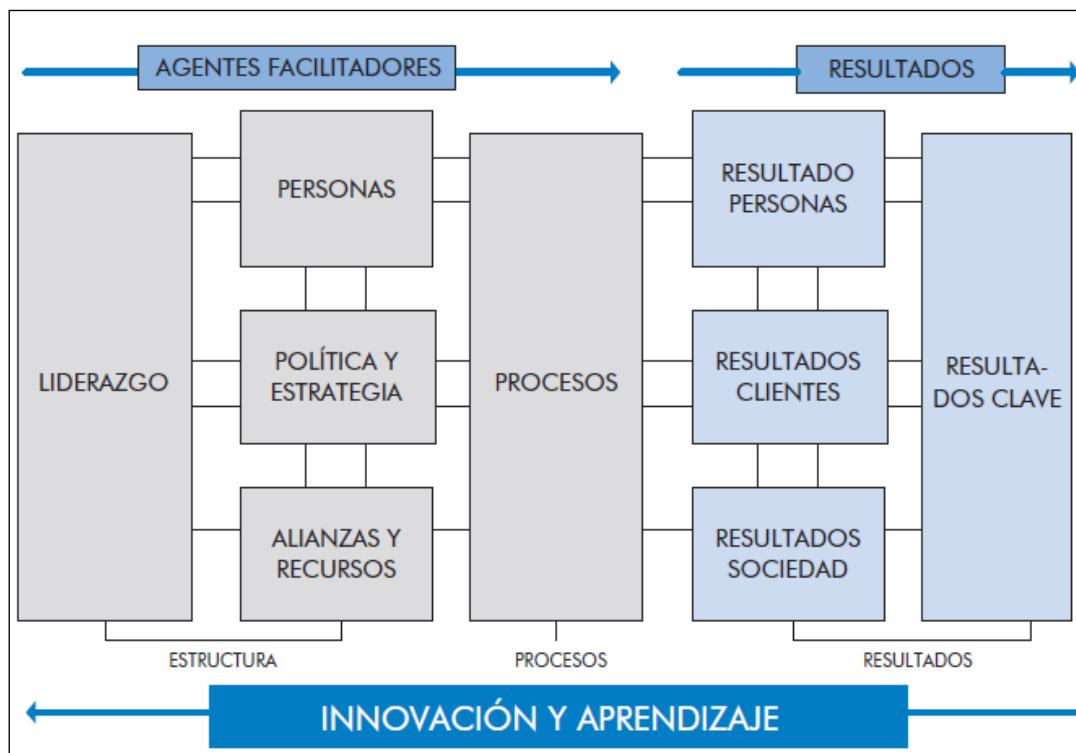 AGENTES FACILITADORES
RESULTADOS
LIDERAZGO
PERSONAS
POLÍTICA Y
ESTRATEGIA
ALIANZAS Y
RECURSOS
PROCESOS
RESULTADO
PERSONAS
RESULTADOS
CLIENTES
RESULTADOS
SOCIEDAD
RESULTA-
DOS CLAVE
ESTRUCTURA
PROCESOS
RESULTADOS
INNOVACIÓN Y APRENDIZAJE